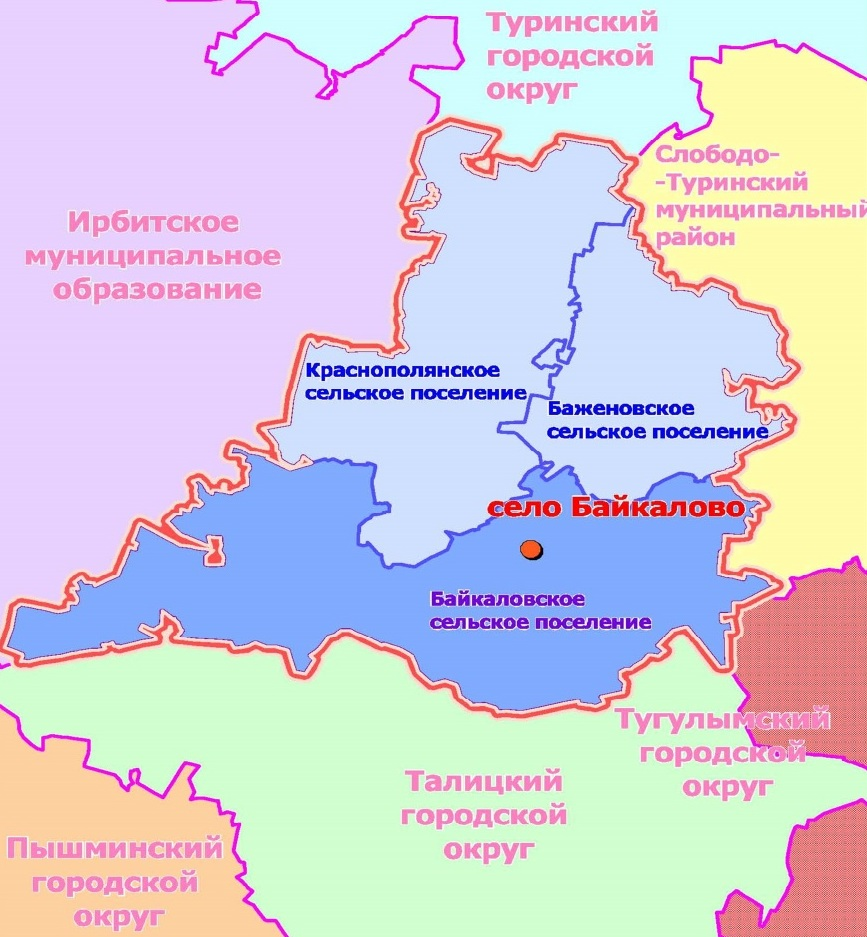 Туринский
городской
округ
Слободо-
-Туринский
муниципальный
район
Ирбитское
муниципальное
образование
Краснополянское
сельское поселение
Баженовское
сельское поселение
село Байкалово
Байкаловское
сельское поселение
Тугулымский
городской
округ
Талицкий
городской
округ
Пышминский
городской
округ